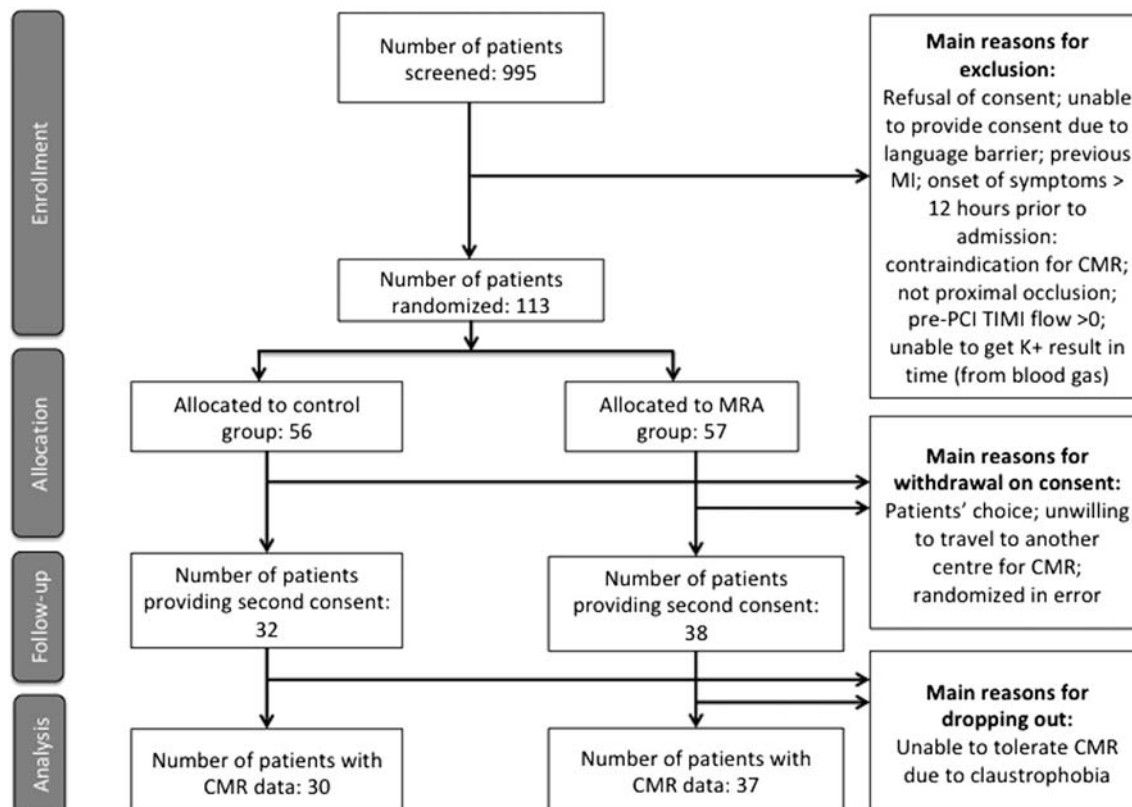 Enrollment
Number of patients
screened: 995
Main reasons for
exclusion:
Refusal of consent; unable
to provide consent due to
language barrier; previous
MI; onset of symptoms >
12 hours prior to
admission:
contraindication for CMR;
not proximal occlusion;
pre-PCI TIMI flow >0;
unable to get K+ result in
time (from blood gas)
Number of patients
randomized: 113
Allocation
Allocated to control
group: 56
Allocated to MRA
group: 57
Main reasons for
withdrawal on consent:
Patients’ choice; unwilling
to travel to another
centre for CMR;
randomized in error
Follow-up
Number of patients
providing second consent:
32
Number of patients
providing second consent:
38
Main reasons for
dropping out:
Unable to tolerate CMR
due to claustrophobia
Analysis
Number of patients with
CMR data: 30
Number of patients with
CMR data: 37